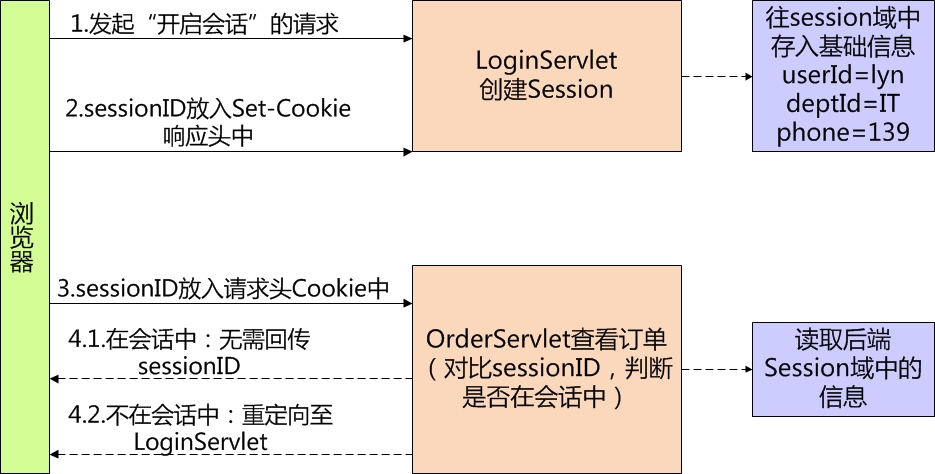 1.发起“开启会话”的请求
LoginServlet
创建Session
往session域中
存入基础信息
userId=lyn
deptId=IT
phone=139
2.sessionID放入Set-Cookie
响应头中
浏
览
器
3.sessionID放入请求头Cookie中
4.1.在会话中：无需回传
sessionID
OrderServlet查看订单
（对比sessionID，判断
是否在会话中）
读取后端
Session域中的
信息
4.2.不在会话中：重定向至
LoginServlet